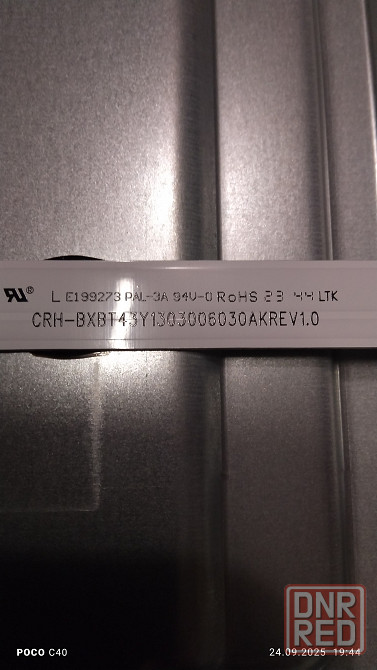 L E199273 PAL-3A 94V-0 RoHS 23 44 LTK
CRH-BXBT43Y1303006030AKREV1.0
POCO C40
24.09.2025 19:44
DNR
RED